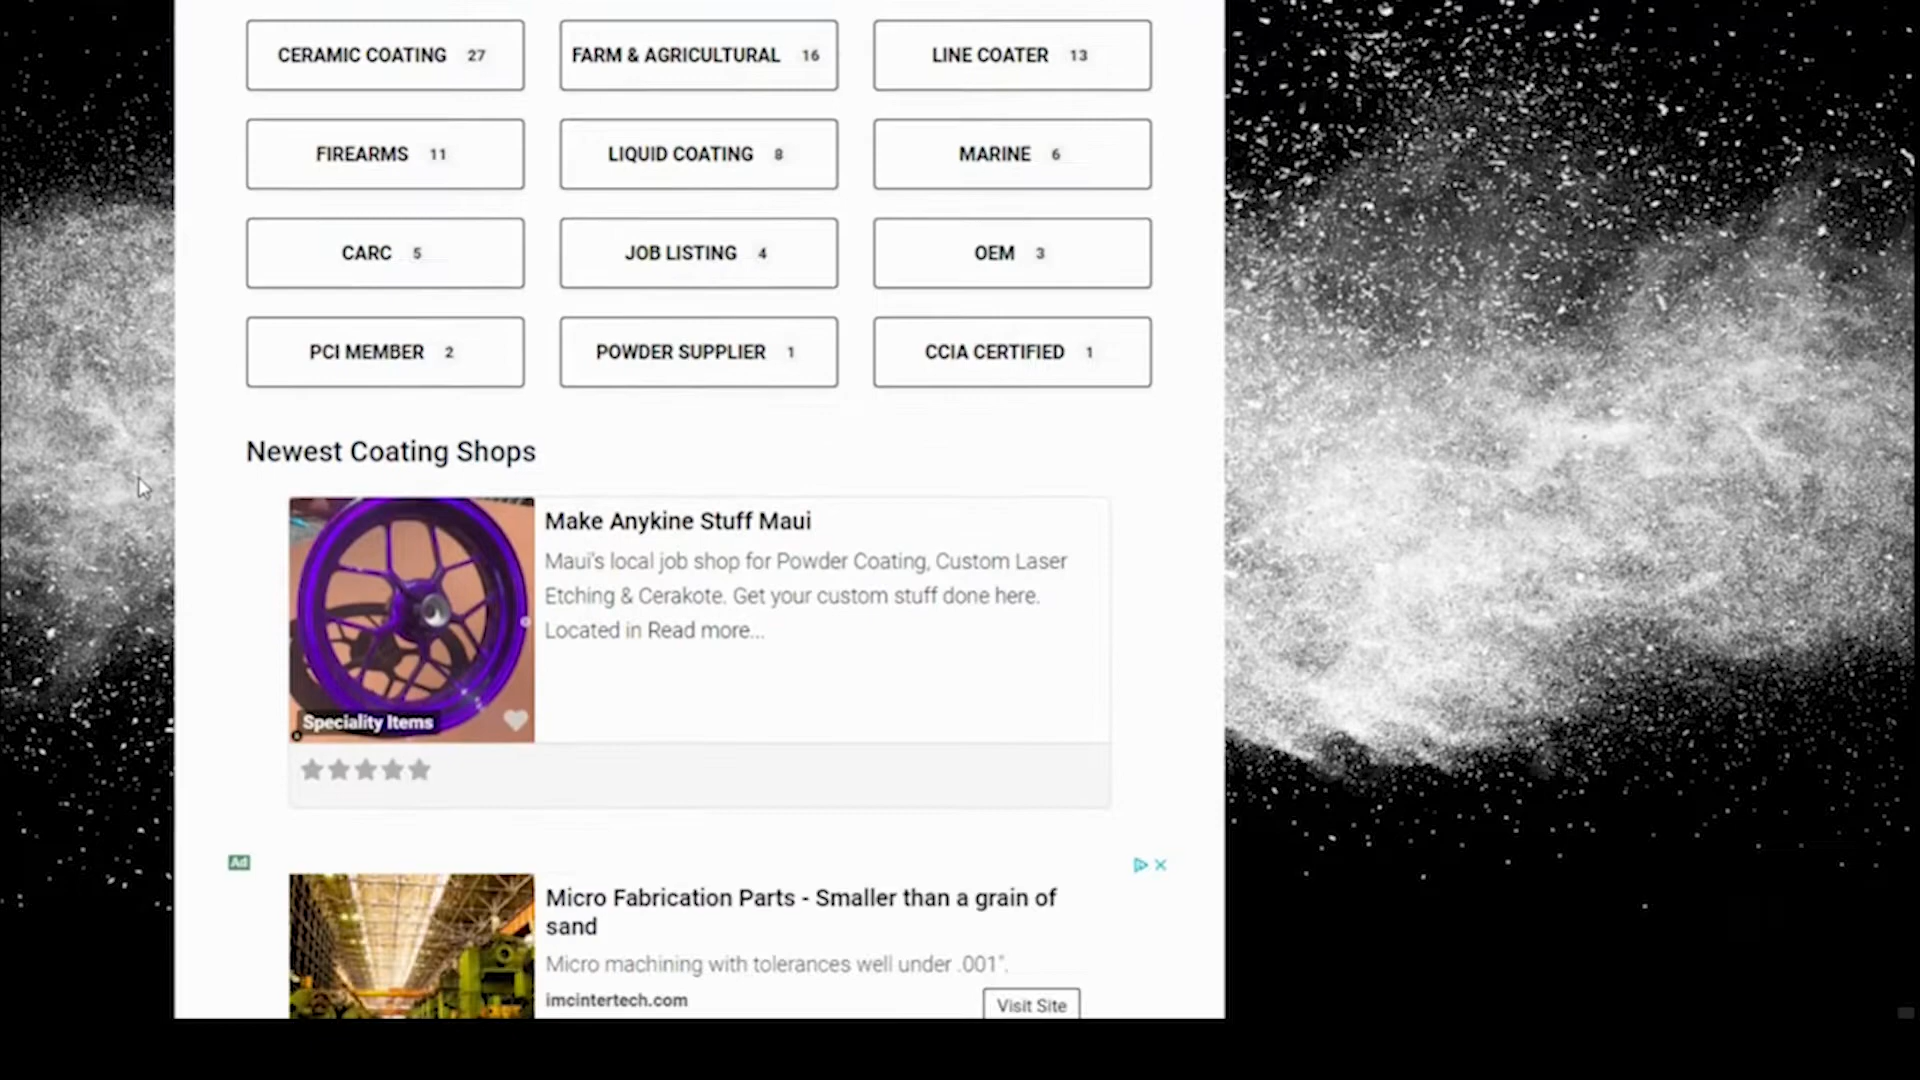 CERAMIC COATING 27
FARM & AGRICULTURAL 16
LINE COATER 13
FIREARMS 11
LIQUID COATING 8
MARINE 6
CARC 5
JOB LISTING 4
OEM 3
PCI MEMBER 2
POWDER SUPPLIER 1
CCIA CERTIFIED 1
Newest Coating Shops
Make Anykine Stuff Maui
Maui's local job shop for Powder Coating, Custom Laser
Etching & Cerakote. Get your custom stuff done here.
Located in Read more...
Speciality Items
Ad
Micro Fabrication Parts - Smaller than a grain of
sand
Micro machining with tolerances well under .001".
imcintertech.com
Visit Site